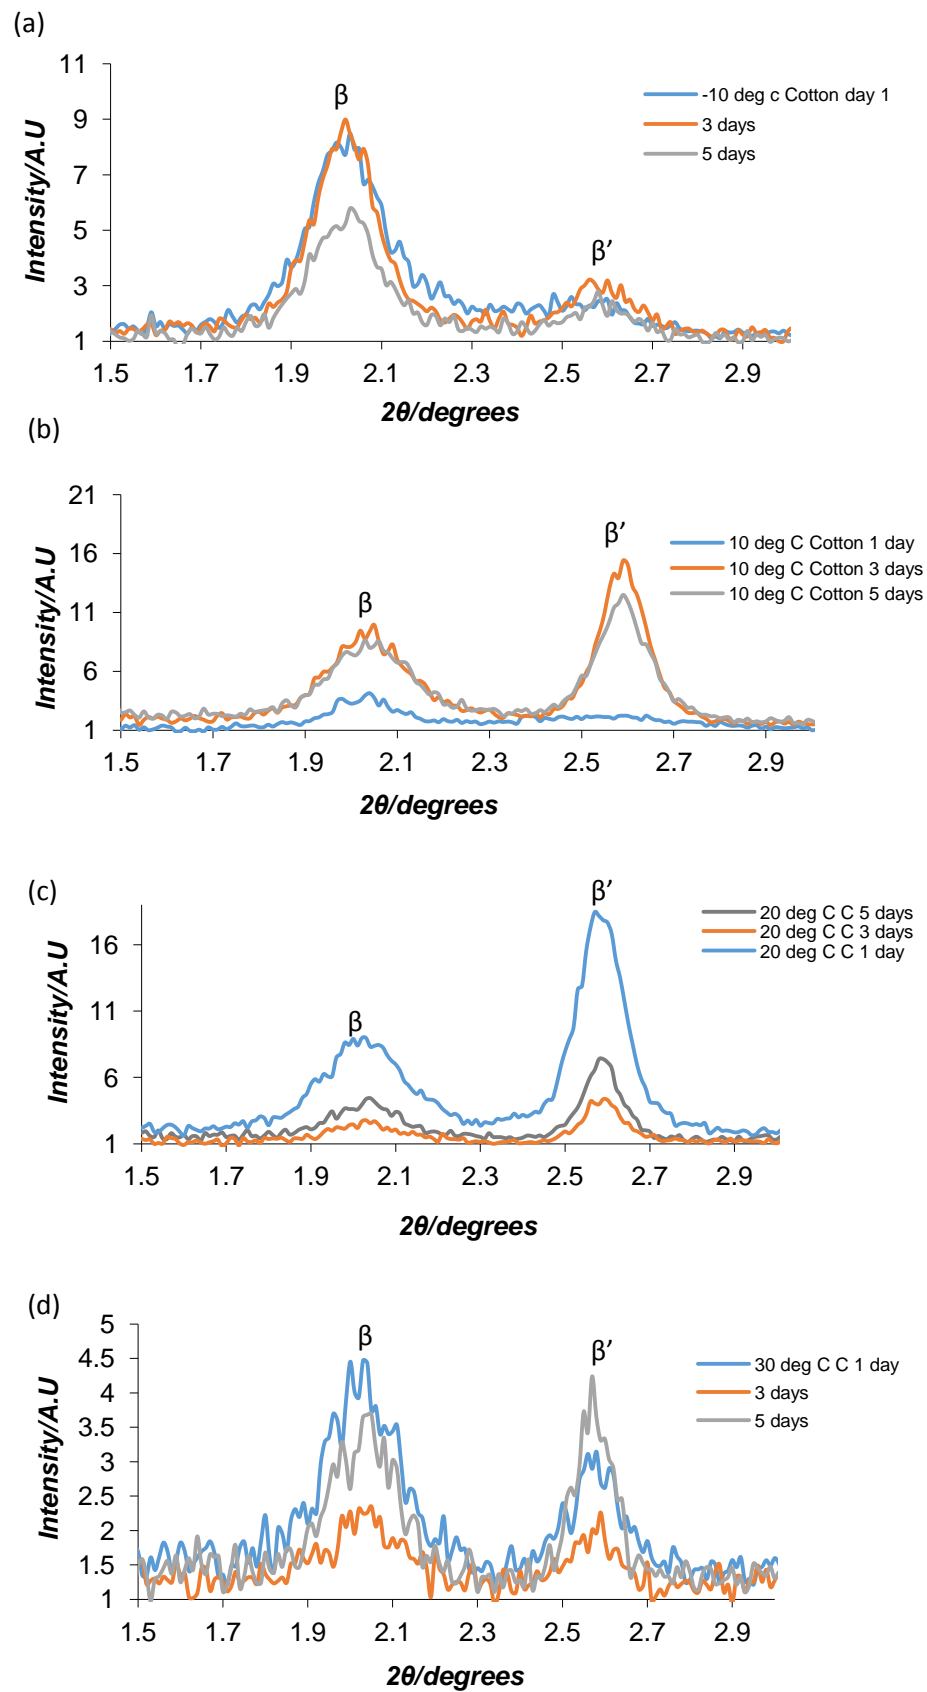 (a)
11
9
7
5
3
1
Intensity/A.U
β
β’
-10 deg c Cotton day 1
3 days
5 days
1.5 1.7 1.9 2.1 2.3 2.5 2.7 2.9
2θ/degrees
(b)
21
16
11
6
1
Intensity/A.U
β
β’
10 deg C Cotton 1 day
10 deg C Cotton 3 days
10 deg C Cotton 5 days
1.5 1.7 1.9 2.1 2.3 2.5 2.7 2.9
2θ/degrees
(c)
16
11
6
1
Intensity/A.U
β
β’
20 deg C C 5 days
20 deg C C 3 days
20 deg C C 1 day
1.5 1.7 1.9 2.1 2.3 2.5 2.7 2.9
2θ/degrees
(d)
5
4.5
4
3.5
3
2.5
2
1.5
1
Intensity/A.U
β
β’
30 deg C C 1 day
3 days
5 days
1.5 1.7 1.9 2.1 2.3 2.5 2.7 2.9
2θ/degrees